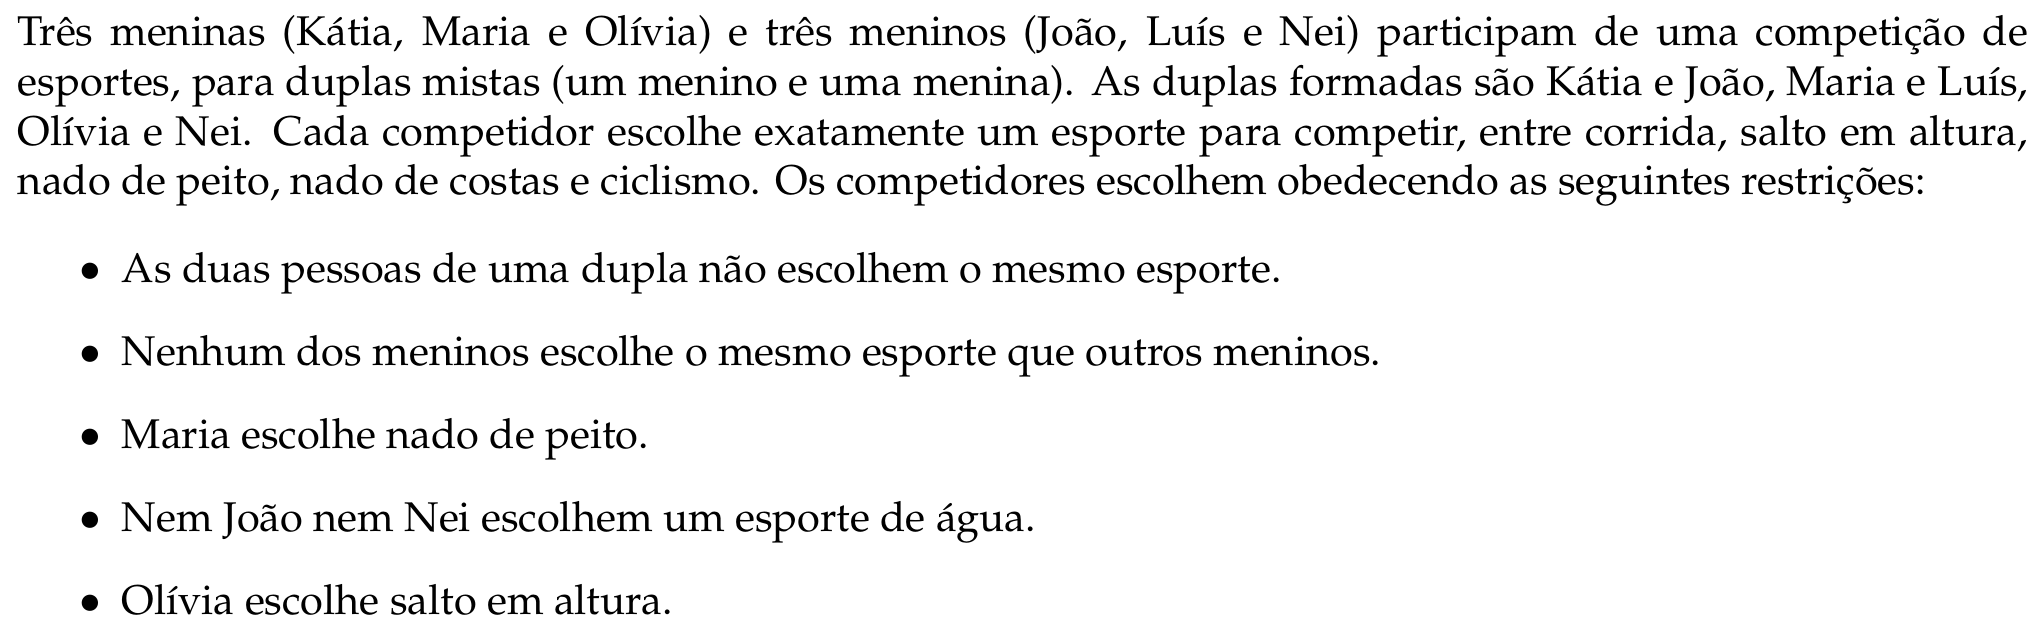 Três meninas (Kátia, Maria e Olívia) e três meninos (João, Luís e Nei) participam de uma competição de
esportes, para duplas mistas (um menino e uma menina). As duplas formadas são Kátia e João, Maria e Luís,
Olívia e Nei. Cada competidor escolhe exatamente um esporte para competir, entre corrida, salto em altura,
nado de peito, nado de costas e ciclismo. Os competidores escolhem obedecendo as seguintes restrições:
• As duas pessoas de uma dupla não escolhem o mesmo esporte.
• Nenhum dos meninos escolhe o mesmo esporte que outros meninos.
• Maria escolhe nado de peito.
• Nem João nem Nei escolhem um esporte de água.
• Olívia escolhe salto em altura.